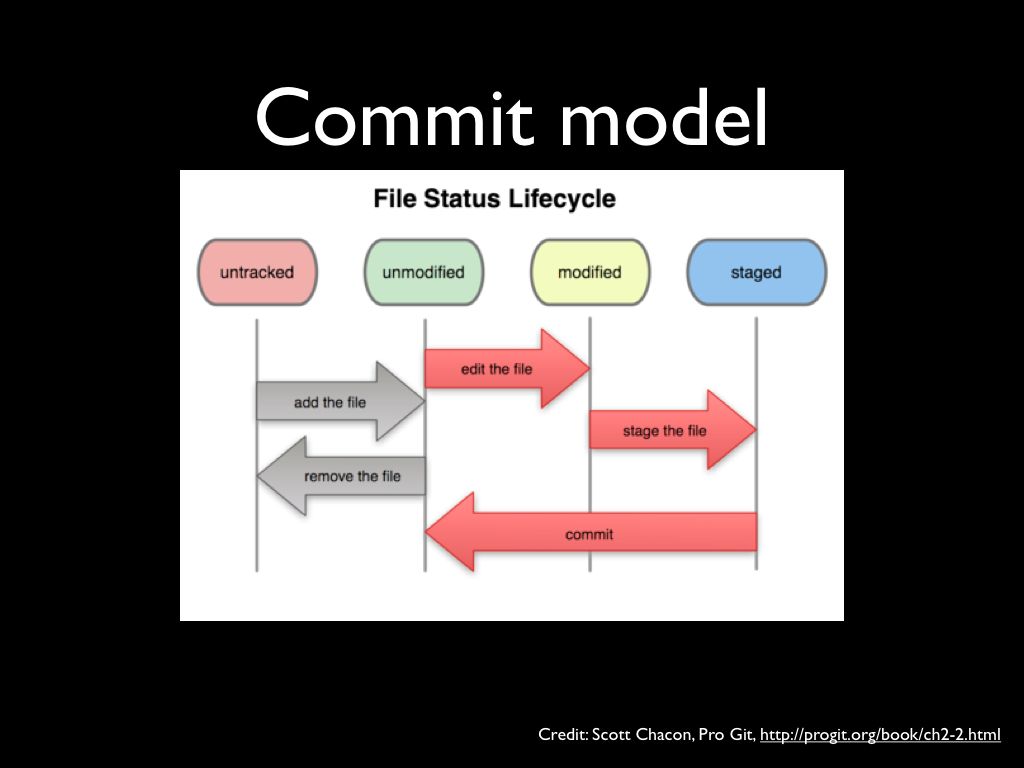 Commit model
File Status Lifecycle
untracked
unmodified
modified
staged
edit the file
add the file
stage the file
remove the file
commit
Credit: Scott Chacon, Pro Git, http://progit.org/book/ch2-2.html